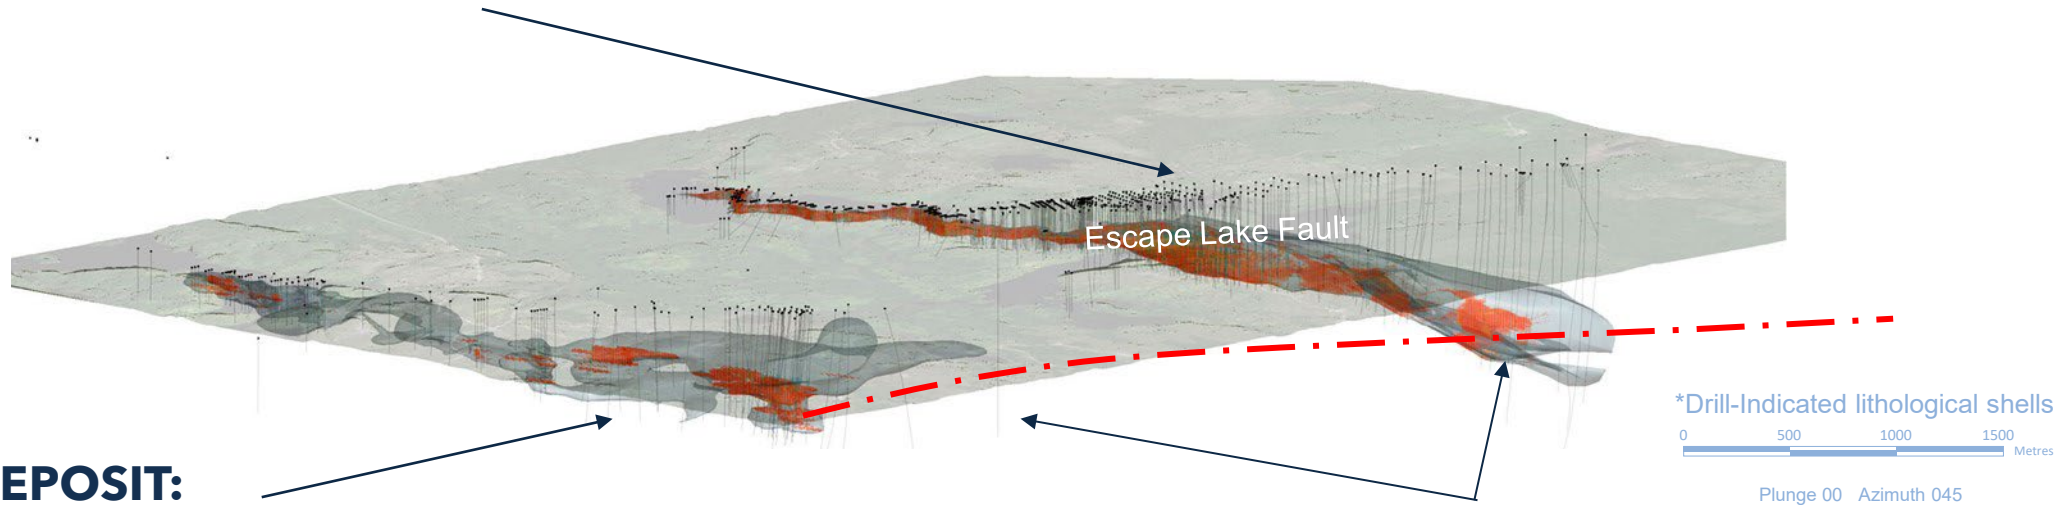 Escape Lake Fault
*Drill-Indicated lithological shells
0 500 1000 1500
Metres
EPOSIT:
Plunge 00 Azimuth 045